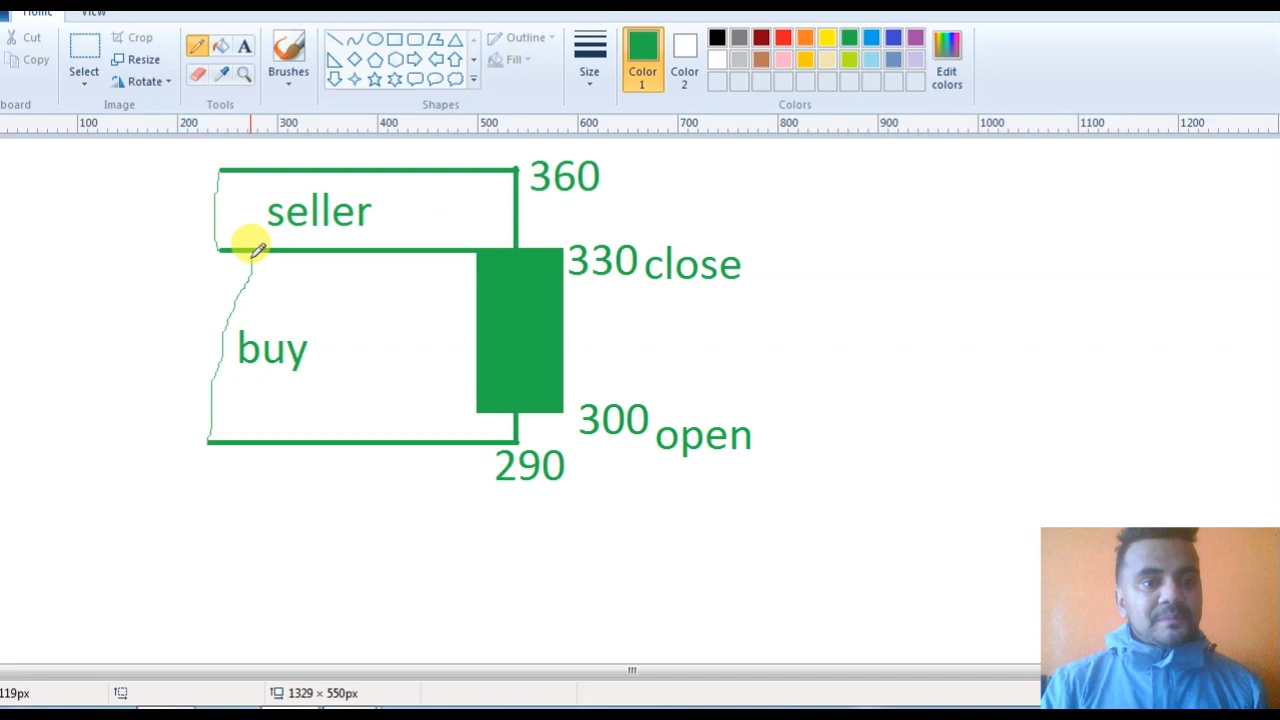 Home View
Cut
Copy
Crop
Resize
Rotate
Select
A
Brushes
Outline
Fill
Size
Color 1
Color 2
Edit colors
Image
Tools
Shapes
Colors
100 200 300 400 500 600 700 800 900 1000 1100 1200
360
seller
330 close
buy
300 open
290
119px
1329 × 550px